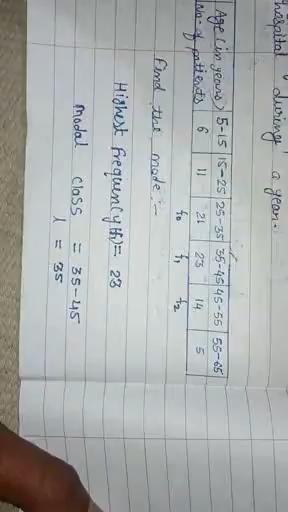 hospital during a year.
Age (in years) 5-15 15-25 25-35 35-45 45-55 55-65
No. of patients 6 11 21 23 14 5
f₀ f₁ f₂
Find the mode:-
Highest Frequen(y (f₁) = 23
modal class = 35-45
l = 35